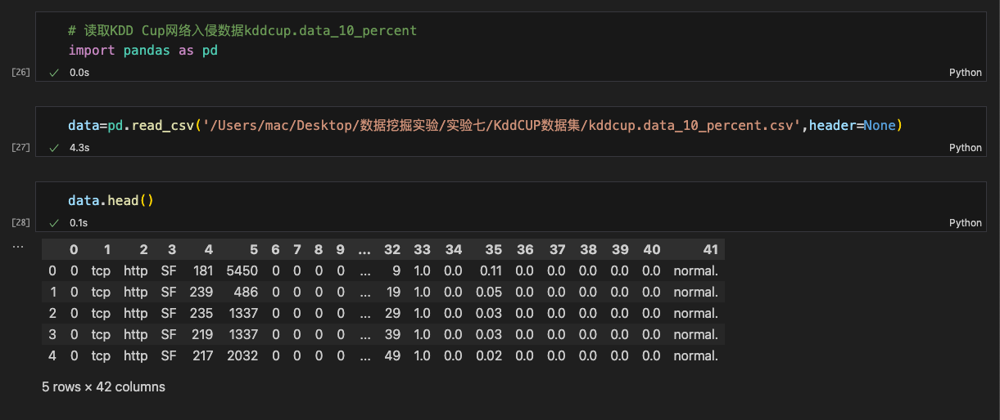 # 读取KDD Cup网络入侵数据kddcup.data_10_percent
import pandas as pd
[26] ✓ 0.0s Python
data=pd.read_csv('/Users/mac/Desktop/数据挖掘实验/实验七/KddCUP数据集/kddcup.data_10_percent.csv',header=None)
[27] ✓ 4.3s Python
data.head()
[28] ✓ 0.1s Python
...
0 1 2 3 4 5 6 7 8 9 ... 32 33 34 35 36 37 38 39 40 41
0 0 tcp http SF 181 5450 0 0 0 0 ... 9 1.0 0.0 0.11 0.0 0.0 0.0 0.0 0.0 normal.
1 0 tcp http SF 239 486 0 0 0 0 ... 19 1.0 0.0 0.05 0.0 0.0 0.0 0.0 0.0 normal.
2 0 tcp http SF 235 1337 0 0 0 0 ... 29 1.0 0.0 0.03 0.0 0.0 0.0 0.0 0.0 normal.
3 0 tcp http SF 219 1337 0 0 0 0 ... 39 1.0 0.0 0.03 0.0 0.0 0.0 0.0 0.0 normal.
4 0 tcp http SF 217 2032 0 0 0 0 ... 49 1.0 0.0 0.02 0.0 0.0 0.0 0.0 0.0 normal.
5 rows × 42 columns